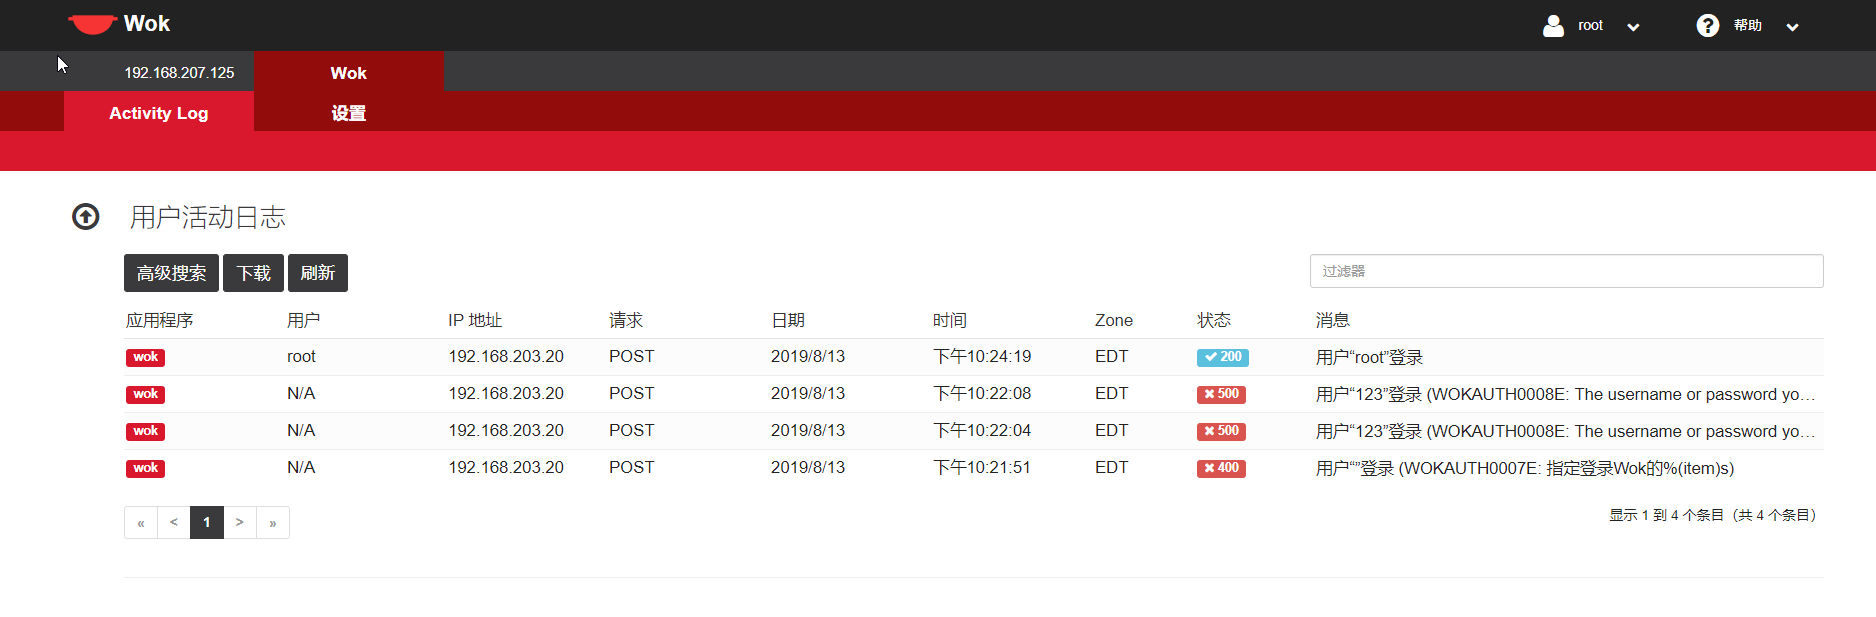 Wok
root
帮助
192.168.207.125
Wok
Activity Log
设置
用户活动日志
高级搜索 下载 刷新
过滤器
应用程序 用户 IP 地址 请求 日期 时间 Zone 状态 消息
wok root 192.168.203.20 POST 2019/8/13 下午10:24:19 EDT 200 用户“root”登录
wok N/A 192.168.203.20 POST 2019/8/13 下午10:22:08 EDT 500 用户“123”登录 (WOKAUTH0008E: The username or password yo…
wok N/A 192.168.203.20 POST 2019/8/13 下午10:22:04 EDT 500 用户“123”登录 (WOKAUTH0008E: The username or password yo…
wok N/A 192.168.203.20 POST 2019/8/13 下午10:21:51 EDT 400 用户“”登录 (WOKAUTH0007E: 指定登录Wok的%(item)s)
« < 1 > »
显示 1 到 4 个条目（共 4 个条目）